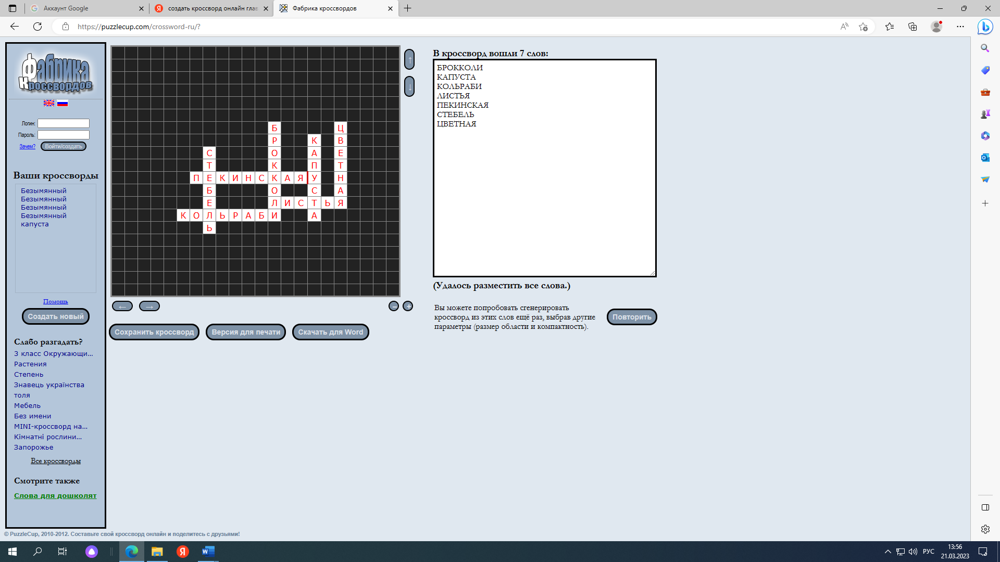 Аккаунт Google
создать кроссворд онлайн глав
Фабрика кроссвордов
https://puzzlecup.com/crossword-ru/?
Фабрика
Кроссвордов
Логин:
Пароль:
Зачем?
Войти/создать
Ваши кроссворды
Безымянный
Безымянный
Безымянный
Безымянный
капуста
Помощь
Создать новый
Слабо разгадать?
3 класс Окружающи...
Растения
Степень
Знавець українства
толя
Мебель
Без имени
MINI-кроссворд на...
Кімнатні рослини...
Запорожье
Все кроссворды
Смотрите также
Слова для дошколят
Б Ц
Р К В
С О А Е
Т К П Т
П Е К И Н С К А Я У Н
Б О С А
Е Л И С Т Ь Я
К О Л Ь Р А Б И А
Ь
← →
↑
↓
− +
Сохранить кроссворд
Версия для печати
Скачать для Word
В кроссворд вошли 7 слов:
БРОККОЛИ
КАПУСТА
КОЛЬРАБИ
ЛИСТЬЯ
ПЕКИНСКАЯ
СТЕБЕЛЬ
ЦВЕТНАЯ
(Удалось разместить все слова.)
Вы можете попробовать сгенерировать
кроссворд из этих слов ещё раз, выбрав другие
параметры (размер области и компактность).
Повторить
© PuzzleCup, 2010-2012. Составьте свой кроссворд онлайн и поделитесь с друзьями!
РУС
13:56
21.03.2023